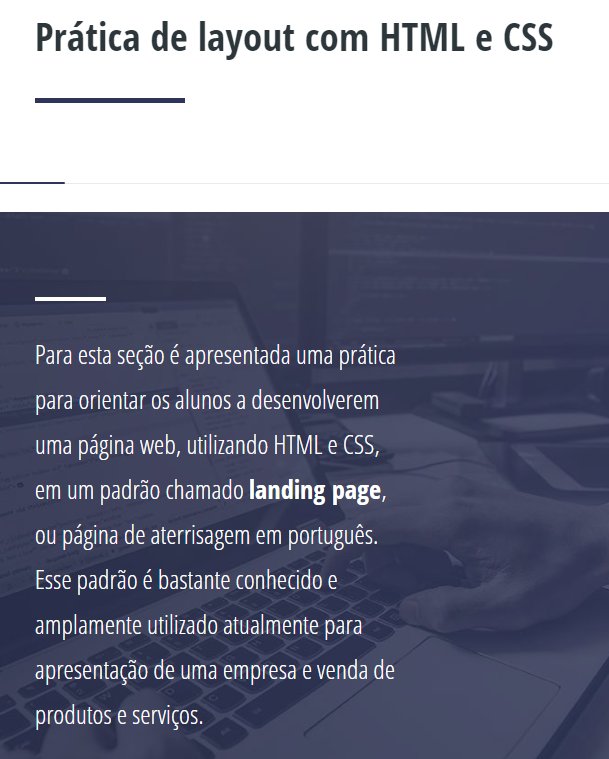 Prática de layout com HTML e CSS
Para esta seção é apresentada uma prática
para orientar os alunos a desenvolverem
uma página web, utilizando HTML e CSS,
em um padrão chamado landing page,
ou página de aterrisagem em português.
Esse padrão é bastante conhecido e
amplamente utilizado atualmente para
apresentação de uma empresa e venda de
produtos e serviços.